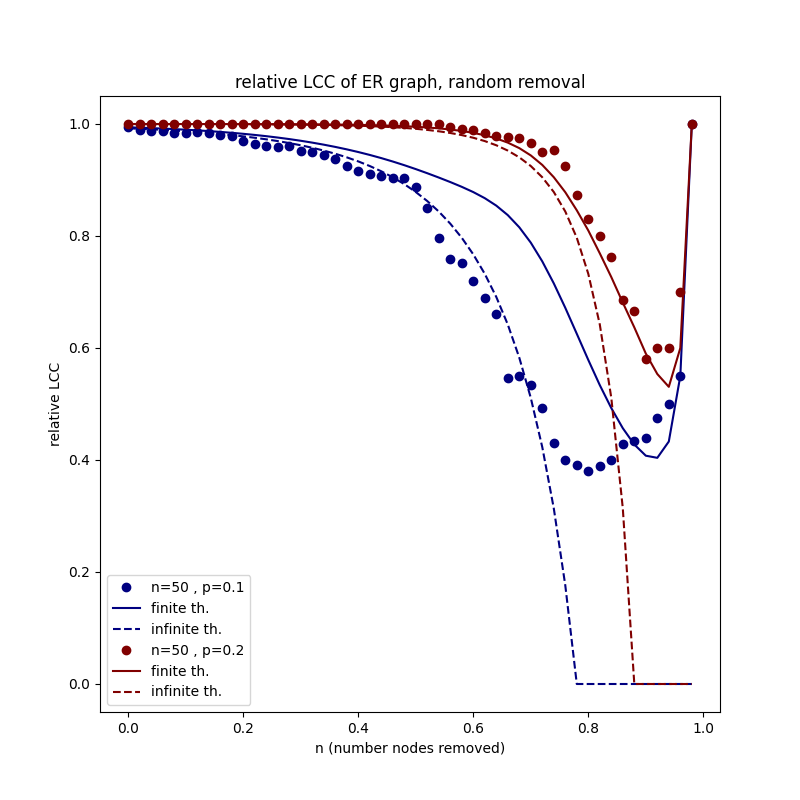 relative LCC of ER graph, random removal
relative LCC
1.0
0.8
0.6
0.4
0.2
0.0
n=50 , p=0.1
finite th.
infinite th.
n=50 , p=0.2
finite th.
infinite th.
0.0 0.2 0.4 0.6 0.8 1.0
n (number nodes removed)